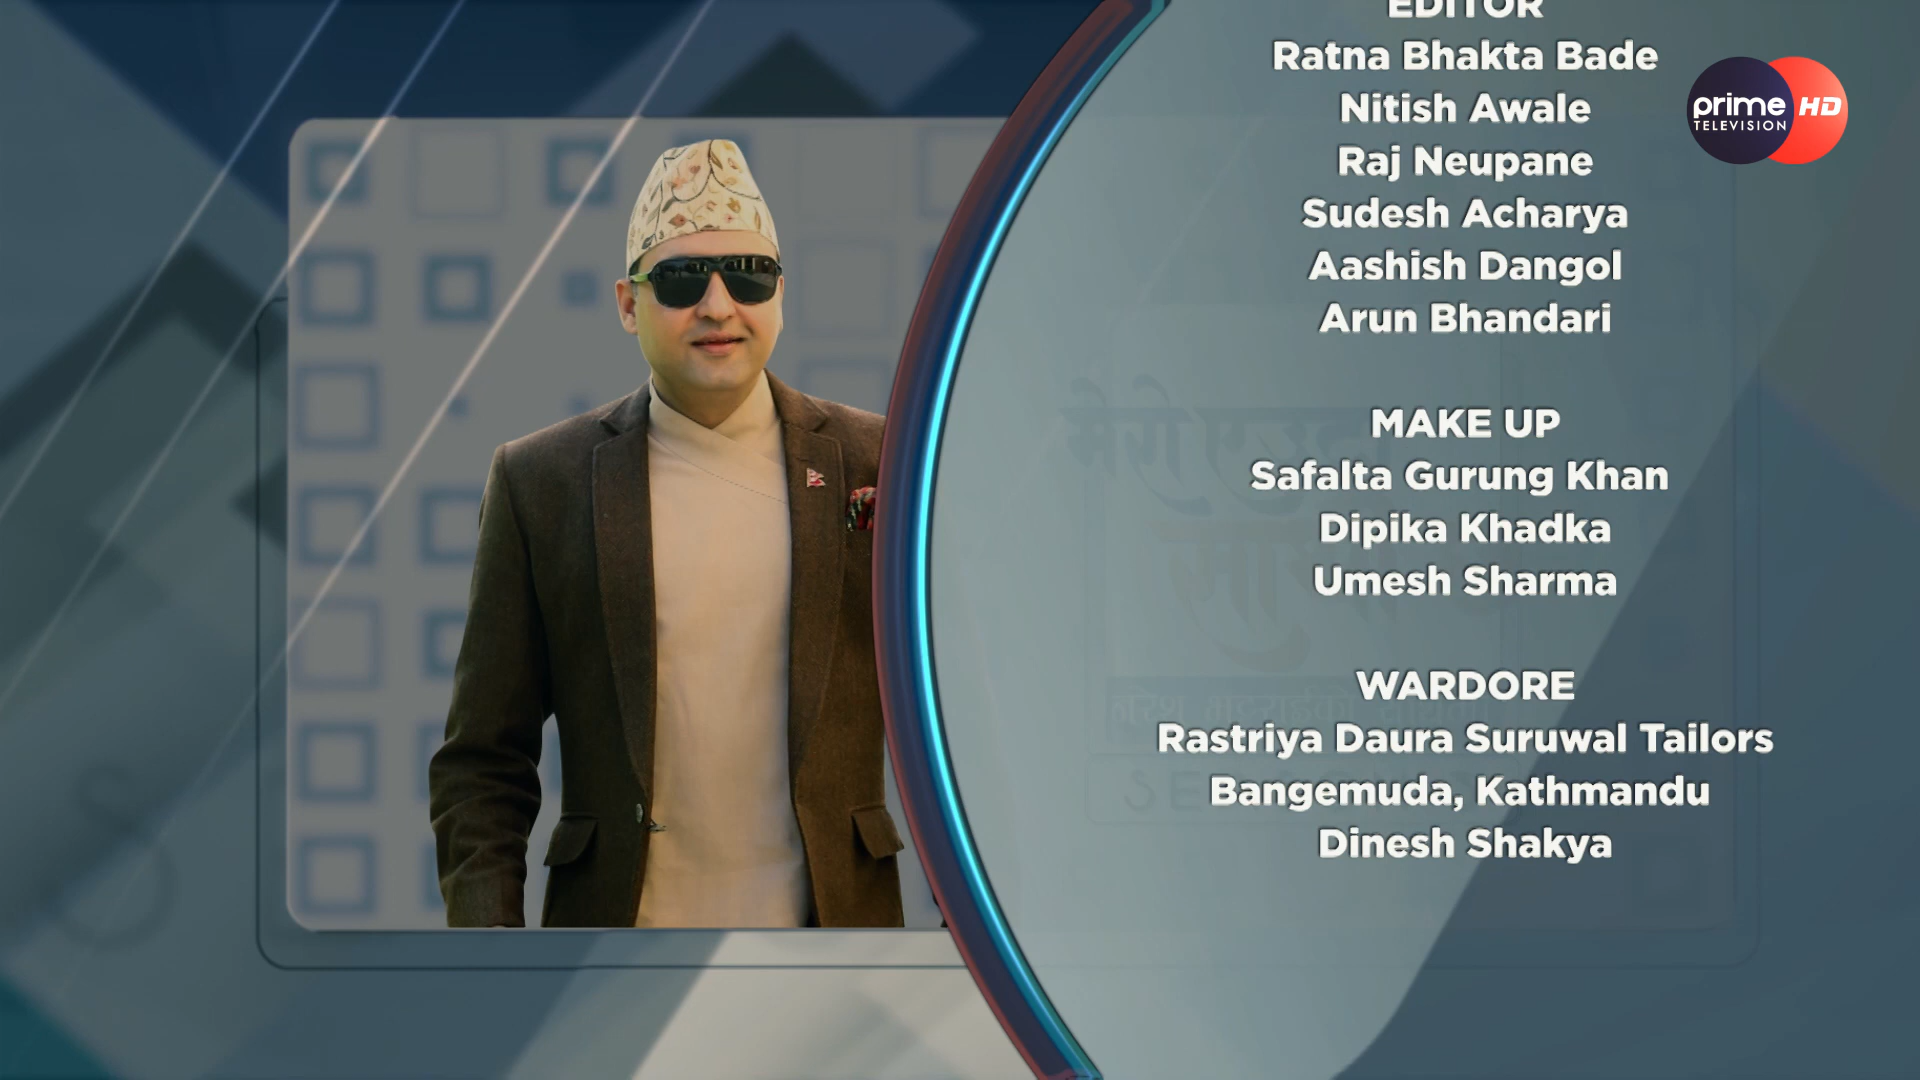 EDITOR
Ratna Bhakta Bade
Nitish Awale
Raj Neupane
Sudesh Acharya
Aashish Dangol
Arun Bhandari
MAKE UP
Safalta Gurung Khan
Dipika Khadka
Umesh Sharma
WARDORE
Rastriya Daura Suruwal Tailors
Bangemuda, Kathmandu
Dinesh Shakya
prime HD
TELEVISION